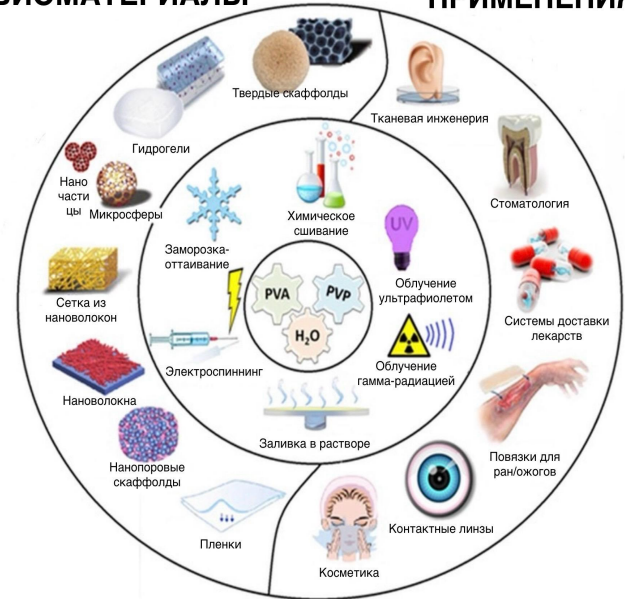 БИОМАТЕРИАЛЫ
ПРИМЕНЕНИЯ
Твердые скаффолды
Гидрогели
Нано
части
цы
Микросферы
Сетка из
нановолокон
Нановолокна
Нанопоровые
скаффолды
Пленки
Тканевая инженерия
Стоматология
Системы доставки
лекарств
Повязки для
ран/ожогов
Контактные линзы
Косметика
Химическое
сшивание
Заморозка-
оттаивание
UV
Облучение
ультрафиолетом
Облучение
гамма-радиацией
Электроспиннинг
Заливка в растворе
PVA
PVP
H₂O